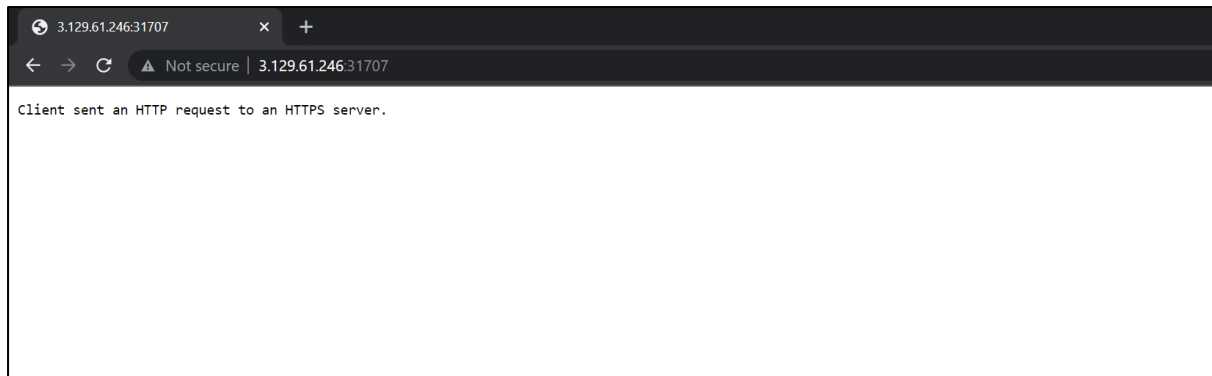 3.129.61.246:31707
Not secure | 3.129.61.246:31707
Client sent an HTTP request to an HTTPS server.